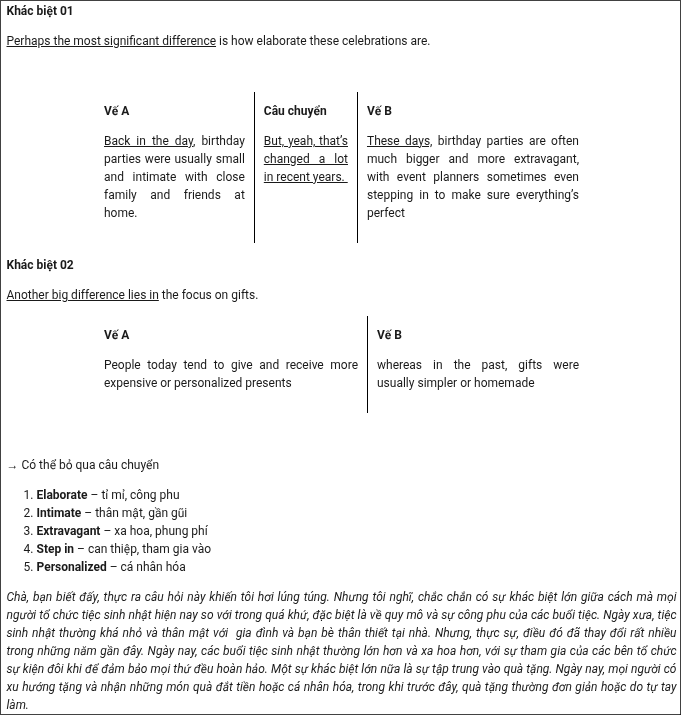 Khác biệt 01
Perhaps the most significant difference is how elaborate these celebrations are.
Vế A
Back in the day, birthday
parties were usually small
and intimate with close
family and friends at
home.
Câu chuyển
But, yeah, that's
changed a lot
in recent years.
Vế B
These days, birthday parties are often
much bigger and more extravagant,
with event planners sometimes even
stepping in to make sure everything's
perfect
Khác biệt 02
Another big difference lies in the focus on gifts.
Vế A
People today tend to give and receive more
expensive or personalized presents
Vế B
whereas in the past, gifts were
usually simpler or homemade
→ Có thể bỏ qua câu chuyển
1. Elaborate – tỉ mỉ, công phu
2. Intimate – thân mật, gần gũi
3. Extravagant – xa hoa, phung phí
4. Step in – can thiệp, tham gia vào
5. Personalized – cá nhân hóa
Chà, bạn biết đấy, thực ra câu hỏi này khiến tôi hơi lúng túng. Nhưng tôi nghĩ, chắc chắn có sự khác biệt lớn giữa cách mà mọi
người tổ chức tiệc sinh nhật hiện nay so với trong quá khứ, đặc biệt là về quy mô và sự công phu của các buổi tiệc. Ngày xưa, tiệc
sinh nhật thường khá nhỏ và thân mật với gia đình và bạn bè thân thiết tại nhà. Nhưng, thực sự, điều đó đã thay đổi rất nhiều
trong những năm gần đây. Ngày nay, các buổi tiệc sinh nhật thường lớn hơn và xa hoa hơn, với sự tham gia của các bên tổ chức
sự kiện đôi khi để đảm bảo mọi thứ đều hoàn hảo. Một sự khác biệt lớn nữa là sự tập trung vào quà tặng. Ngày nay, mọi người có
xu hướng tặng và nhận những món quà đắt tiền hoặc cá nhân hóa, trong khi trước đây, quà tặng thường đơn giản hoặc do tự tay
làm.